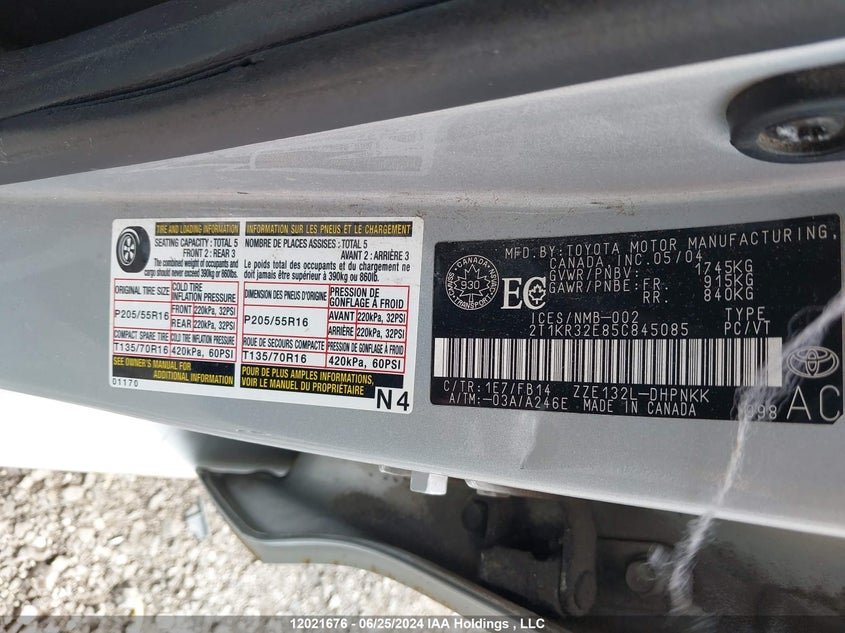 TIRE AND LOADING INFORMATION
SEATING CAPACITY : TOTAL 5
FRONT 2 : REAR 3
The combined weight of occupants and
cargo should never exceed 390kg or 860lbs.
ORIGINAL TIRE SIZE
COLD TIRE
INFLATION PRESSURE
P205/55R16
FRONT 220kPa, 32PSI
REAR 220kPa, 32PSI
COMPACT SPARE TIRE
COLD TIRE INFLATION PRESSURE
T135/70R16
420kPa, 60PSI
SEE OWNER'S MANUAL FOR
ADDITIONAL INFORMATION
01170
INFORMATION SUR LES PNEUS ET LE CHARGEMENT
NOMBRE DE PLACES ASSISES : TOTAL 5
AVANT 2 : ARRIÈRE 3
Le poids total des occupants et du chargement ne
doit jamais être supérieur à 390kg ou 860lb.
DIMENSION DES PNEUS D'ORIGINE
PRESSION DE
GONFLAGE À FROID
P205/55R16
AVANT 220kPa, 32PSI
ARRIÈRE 220kPa, 32PSI
ROUE DE SECOURS COMPACTE
PRESSION DE GONFLAGE À FROID
T135/70R16
420kPa, 60PSI
POUR DE PLUS AMPLES INFORMATIONS,
VOIR LE MANUEL DU PROPRIÉTAIRE
N4
MFD.BY:TOYOTA MOTOR MANUFACTURING,
CANADA, INC.05/04
GVWR/PNBV 1745KG
GAWR/PNBE: FR. 915KG
RR. 840KG
CANADA
930
TRANSPORT
EC
ICES/NMB-002 TYPE
2T1KR32E85C845085 PC/VT
C/TR:1E7/FB14 ZZE132L-DHPNKK
A/TM:-03A/A246E MADE IN CANADA
998
AC
12021676 - 06/25/2024 IAA Holdings , LLC